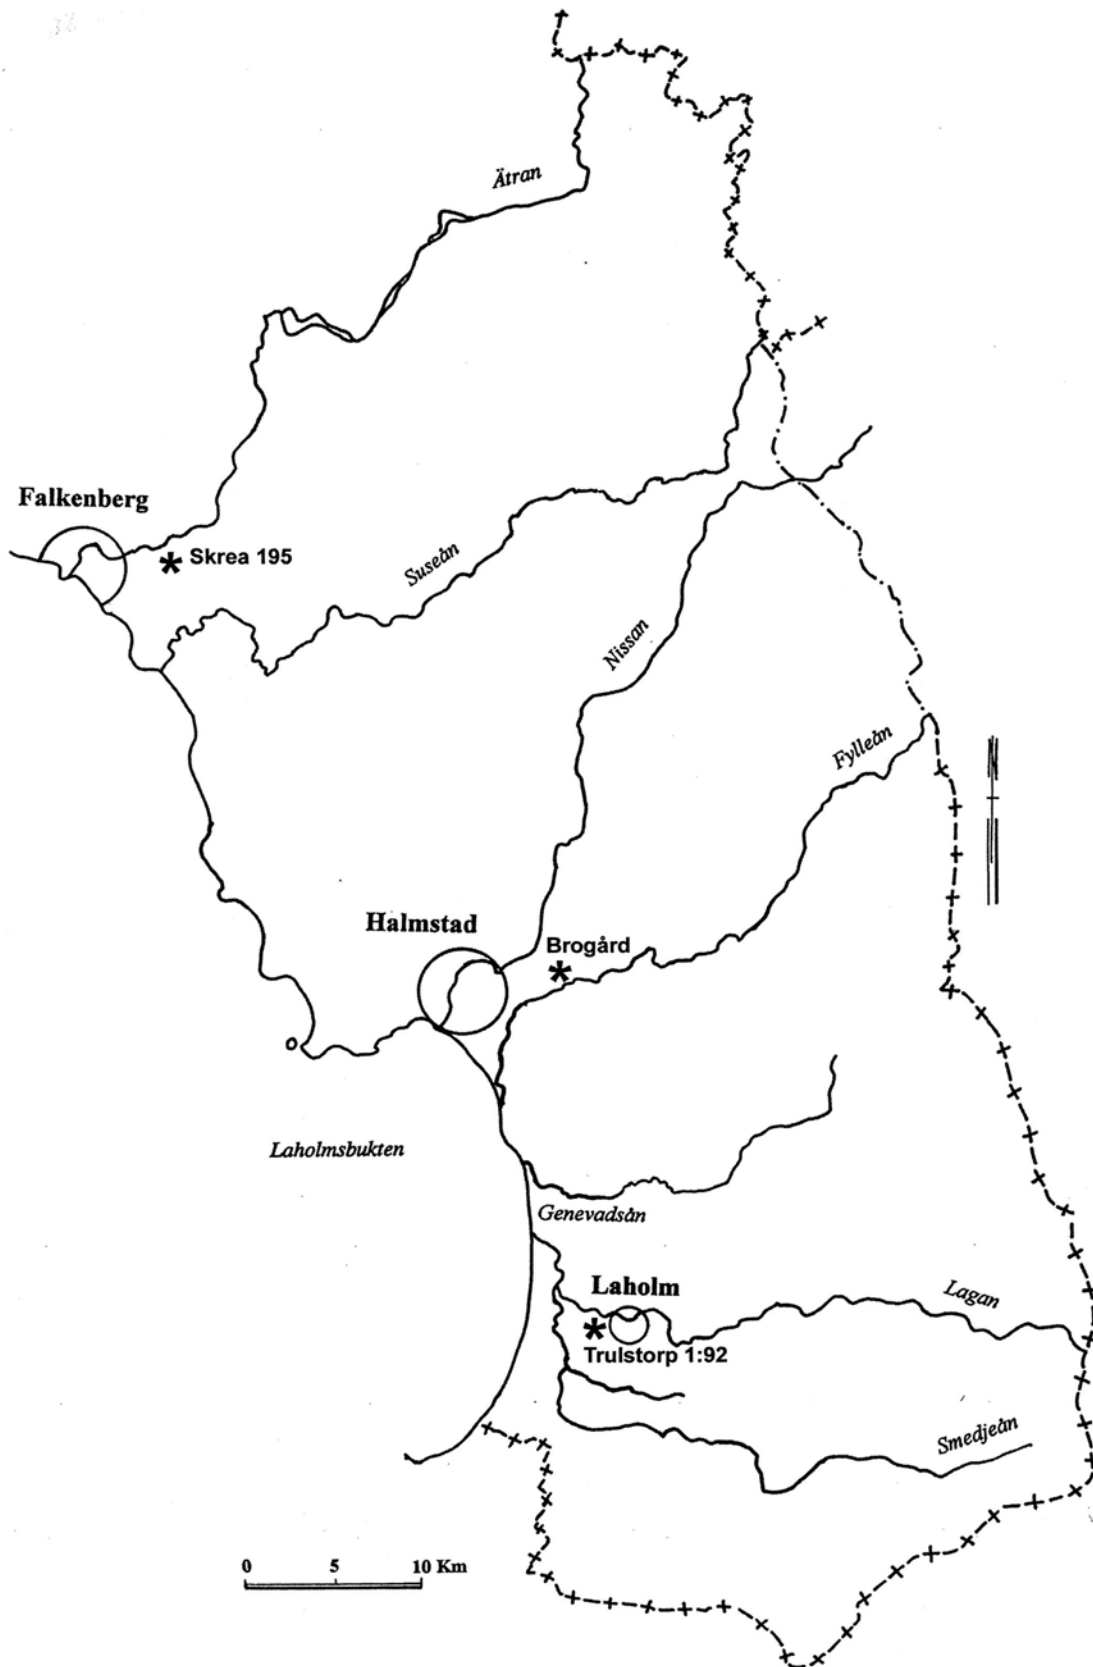 Ätran
Falkenberg
Skrea 195
Suseån
Nissan
Fylleån
Halmstad
Brogård
Laholmsbukten
Genevadsån
Laholm
Lagan
Trulstorp 1:92
Smedjeån
0 5 10 Km